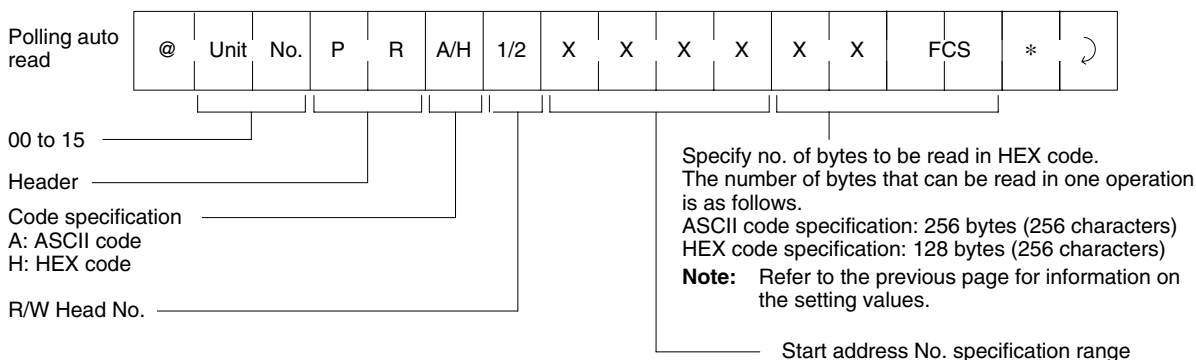 Polling auto
read
@ Unit No. P R A/H 1/2 X X X X X X FCS *
00 to 15
Header
Code specification
A: ASCII code
H: HEX code
R/W Head No.
Specify no. of bytes to be read in HEX code.
The number of bytes that can be read in one operation
is as follows.
ASCII code specification: 256 bytes (256 characters)
HEX code specification: 128 bytes (256 characters)
Note: Refer to the previous page for information on
the setting values.
Start address No. specification range